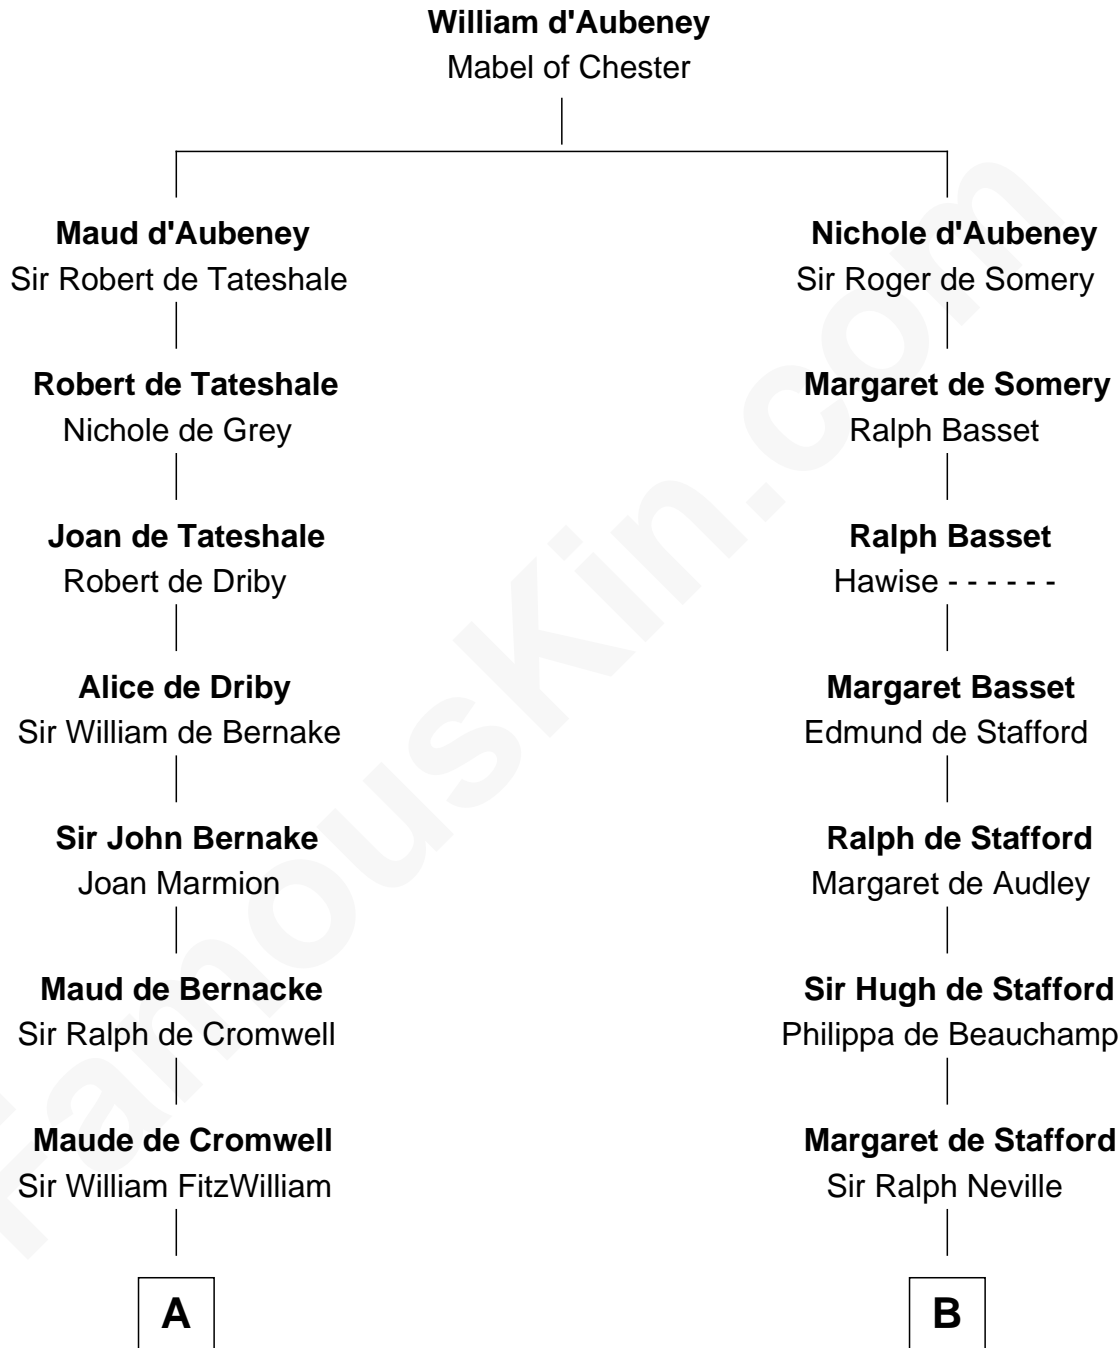 William d'Aubeney
Mabel of Chester
Maud d'Aubeney
Sir Robert de Tateshale
Robert de Tateshale
Nichole de Grey
Joan de Tateshale
Robert de Driby
Alice de Driby
Sir William de Bernake
Sir John Bernake
Joan Marmion
Maud de Bernacke
Sir Ralph de Cromwell
Maude de Cromwell
Sir William FitzWilliam
A
Nichole d'Aubeney
Sir Roger de Somery
Margaret de Somery
Ralph Basset
Ralph Basset
Hawise - - - - - -
Margaret Basset
Edmund de Stafford
Ralph de Stafford
Margaret de Audley
Sir Hugh de Stafford
Philippa de Beauchamp
Margaret de Stafford
Sir Ralph Neville
B
FamousKin.com